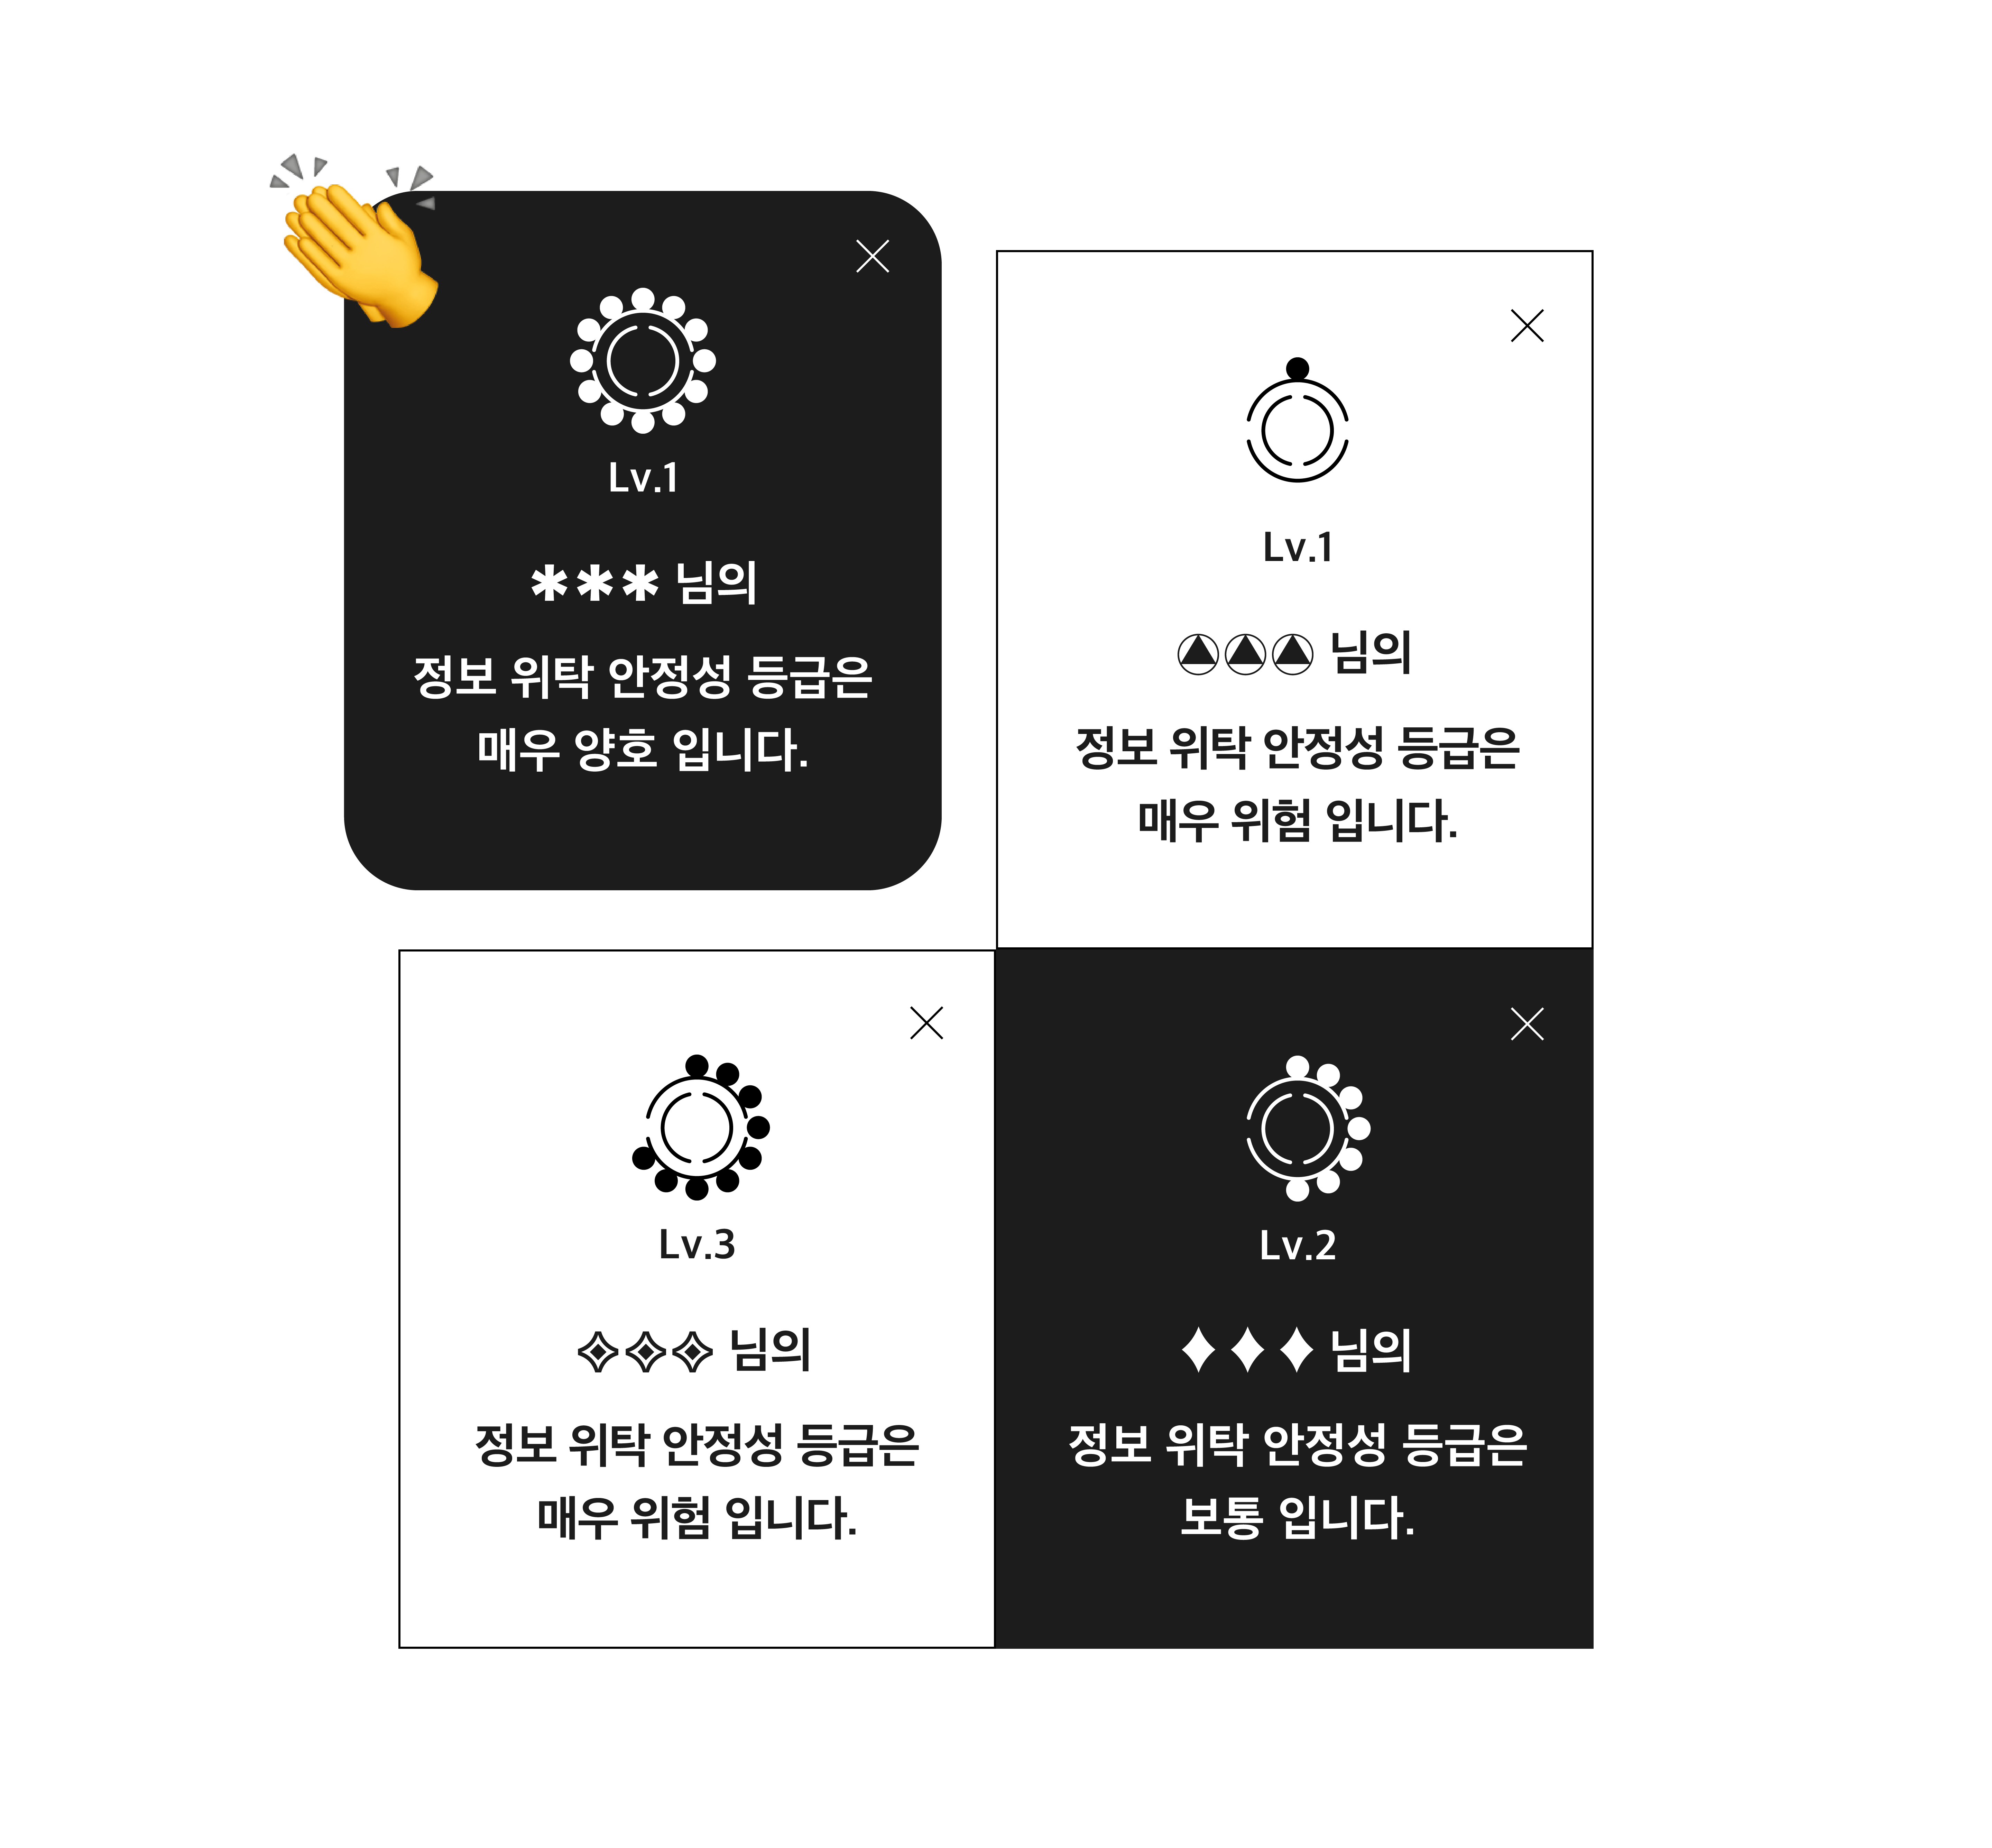 Lv.1
*** 님의
정보 위탁 안정성 등급은
매우 양호 입니다.
Lv.1
님의
정보 위탁 안정성 등급은
매우 위험 입니다.
Lv.3
님의
정보 위탁 안정성 등급은
매우 위험 입니다.
Lv.2
님의
정보 위탁 안정성 등급은
보통 입니다.